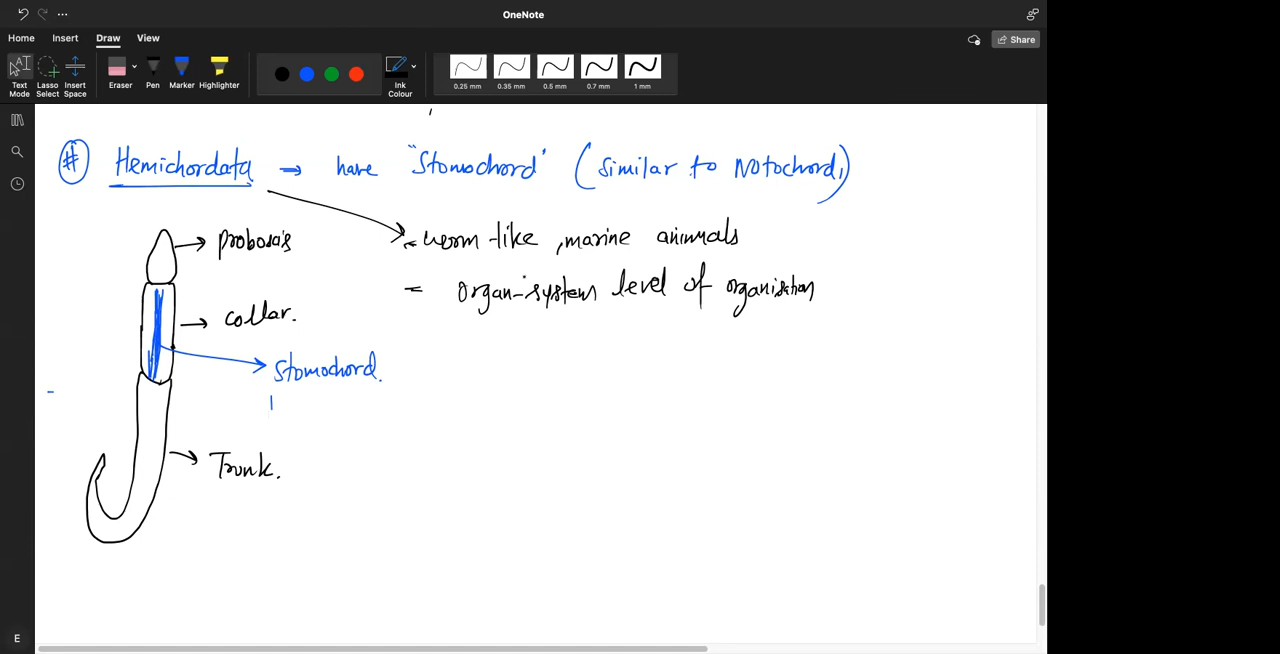 OneNote
Home Insert Draw View
Share
Text Mode
Lasso Select
Insert Space
Eraser
Pen
Marker
Highlighter
Ink Colour
0.25 mm
0.35 mm
0.5 mm
0.7 mm
1 mm
# Hemichordata → have "Stomochord" (Similar to Notochord)
→ proboscis
- worm-like, marine animals
= organ-system level of organisation
→ collar.
Stomochord.
→ Trunk.
E